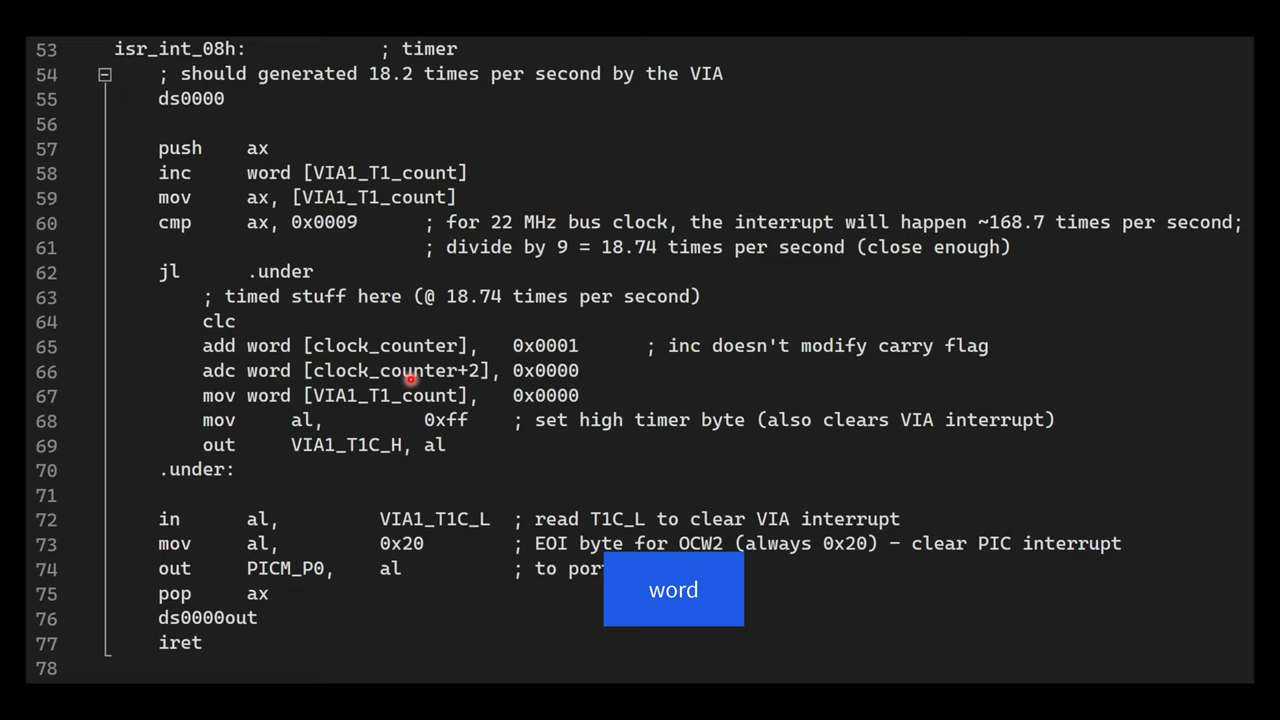 53 isr_int_08h: ; timer
54 ; should generated 18.2 times per second by the VIA
55 ds0000
56
57 push ax
58 inc word [VIA1_T1_count]
59 mov ax, [VIA1_T1_count]
60 cmp ax, 0x0009 ; for 22 MHz bus clock, the interrupt will happen ~168.7 times per second;
61 ; divide by 9 = 18.74 times per second (close enough)
62 jl .under
63 ; timed stuff here (@ 18.74 times per second)
64 clc
65 add word [clock_counter], 0x0001 ; inc doesn't modify carry flag
66 adc word [clock_counter+2], 0x0000
67 mov word [VIA1_T1_count], 0x0000
68 mov al, 0xff ; set high timer byte (also clears VIA interrupt)
69 out VIA1_T1C_H, al
70 .under:
71
72 in al, VIA1_T1C_L ; read T1C_L to clear VIA interrupt
73 mov al, 0x20 ; EOI byte for OCW2 (always 0x20) - clear PIC interrupt
74 out PICM_P0, al ; to por
word
75 pop ax
76 ds0000out
77 iret
78